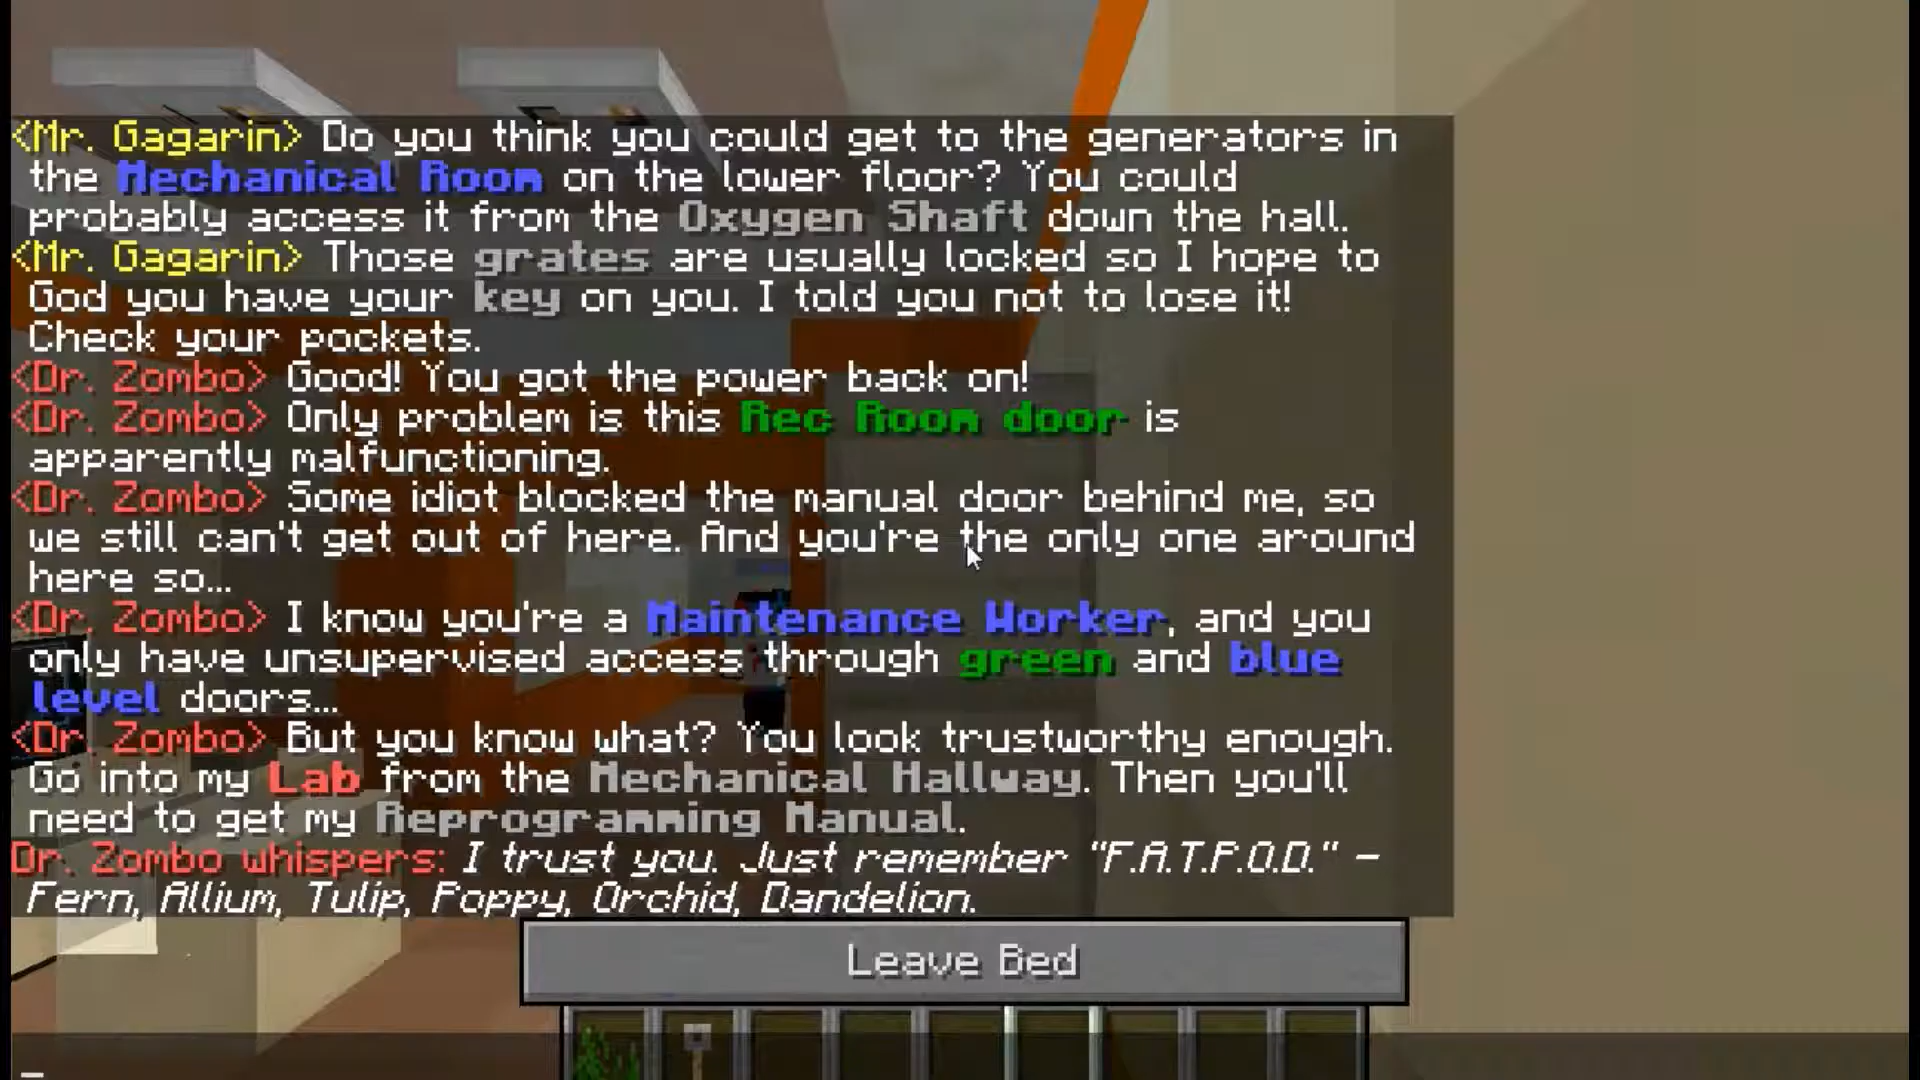 <Mr. Gagarin> Do you think you could get to the generators in
the Mechanical Room on the lower floor? You could
probably access it from the Oxygen Shaft down the hall.
<Mr. Gagarin> Those grates are usually locked so I hope to
God you have your key on you. I told you not to lose it!
Check your pockets.
<Dr. Zombo> Good! You got the power back on!
<Dr. Zombo> Only problem is this Rec Room door is
apparently malfunctioning.
<Dr. Zombo> Some idiot blocked the manual door behind me, so
we still can't get out of here. And you're the only one around
here so...
<Dr. Zombo> I know you're a Maintenance Worker, and you
only have unsupervised access through green and blue
level doors...
<Dr. Zombo> But you know what? You look trustworthy enough.
Go into my Lab from the Mechanical Hallway. Then you'll
need to get my Reprogramming Manual.
Dr. Zombo whispers: I trust you. Just remember "F.A.T.P.O.D." -
Fern, Allium, Tulip, Poppy, Orchid, Dandelion.
Leave Bed
_